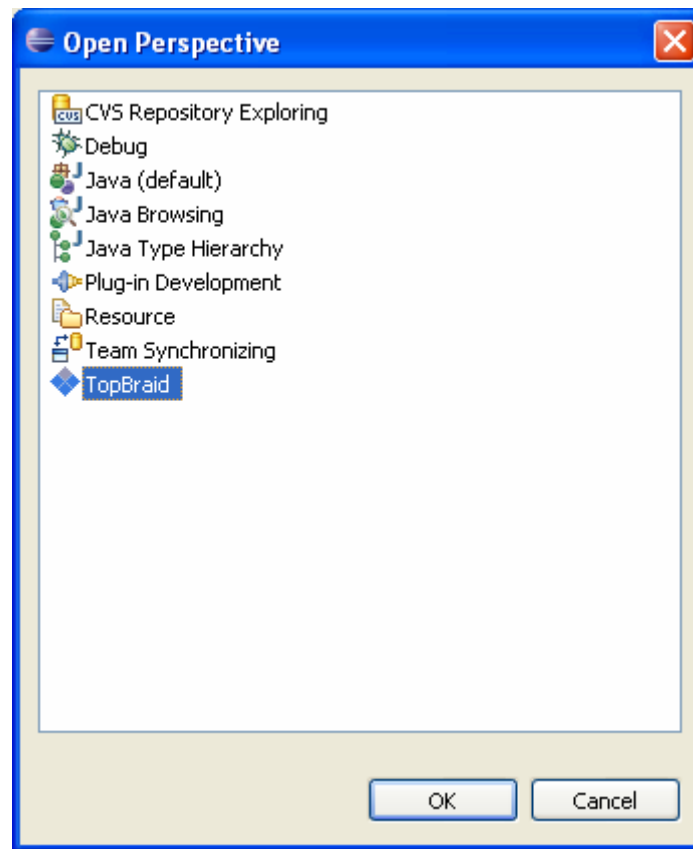 Open Perspective
CVS Repository Exploring
Debug
Java (default)
Java Browsing
Java Type Hierarchy
Plug-in Development
Resource
Team Synchronizing
TopBraid
OK
Cancel